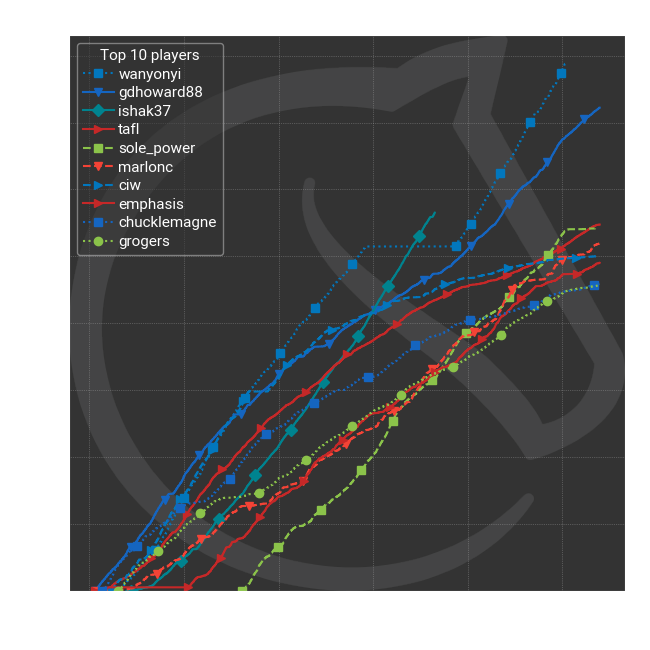 Top 10 players
wanyonyi
gdhoward88
ishak37
tafl
sole_power
marlonc
ciw
emphasis
chucklemagne
grogers